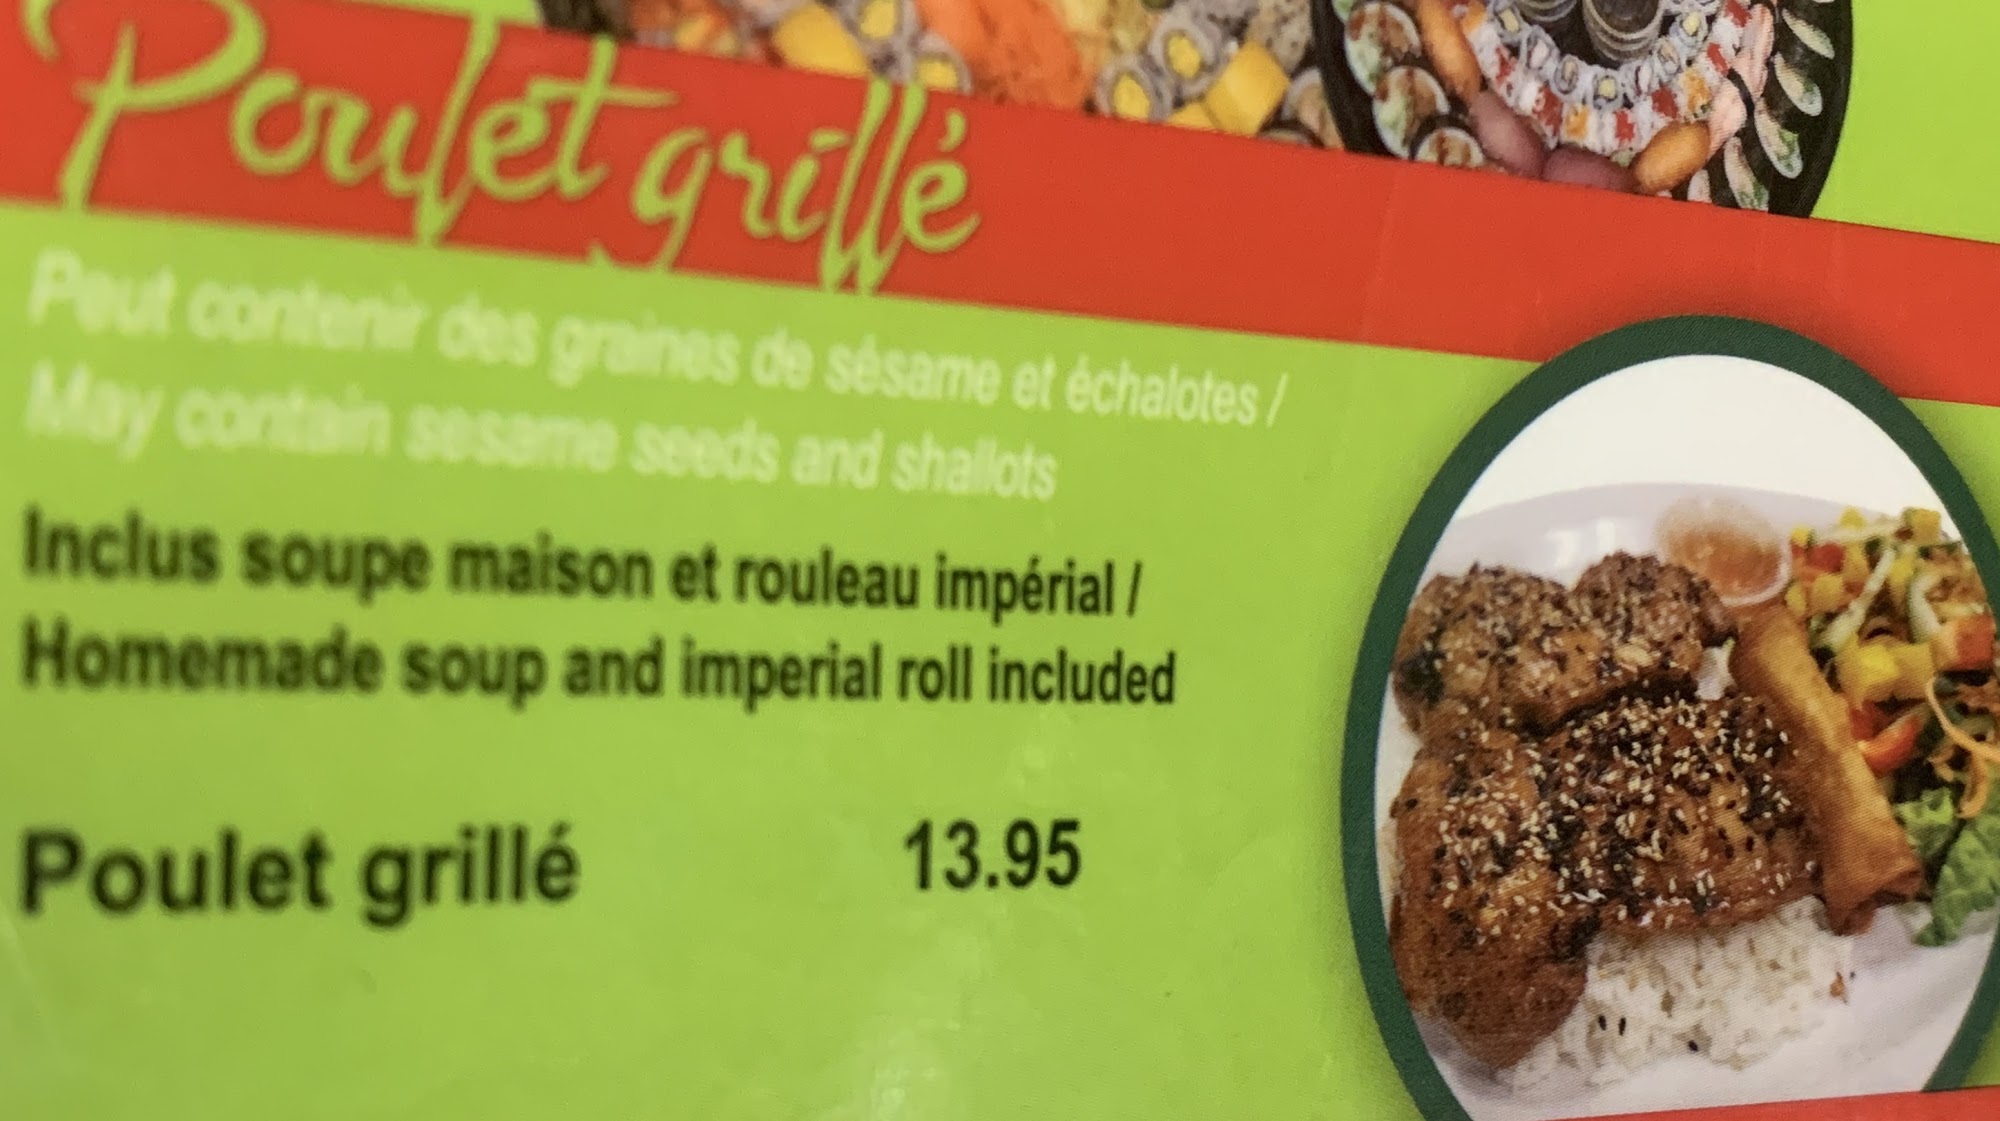 Poulet grillé
Peut contenir des graines de sésame et échalotes /
May contain sesame seeds and shallots
Inclus soupe maison et rouleau impérial /
Homemade soup and imperial roll included
Poulet grillé 13.95